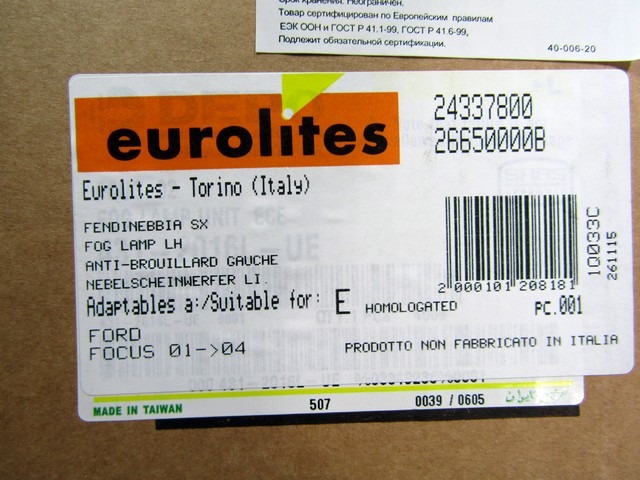 Срок хранения: Неограничен.
Товар сертифицирован по Европейским правилам
ЕЭК ООН и ГОСТ Р 41.1-99, ГОСТ Р 41.6-99,
Подлежит обязательной сертификации.
40-006-20
eurolites
24337800
26650000B
Eurolites - Torino (Italy)
FENDINEBBIA SX
FOG LAMP LH
ANTI-BROUILLARD GAUCHE
NEBELSCHEINWERFER LI.
Adaptables a:/Suitable for: E HOMOLOGATED
2 000101 208181
PC.001
1Q033C
261115
FORD
FOCUS 01->04
PRODOTTO NON FABBRICATO IN ITALIA
MADE IN TAIWAN
507
0039 / 0605